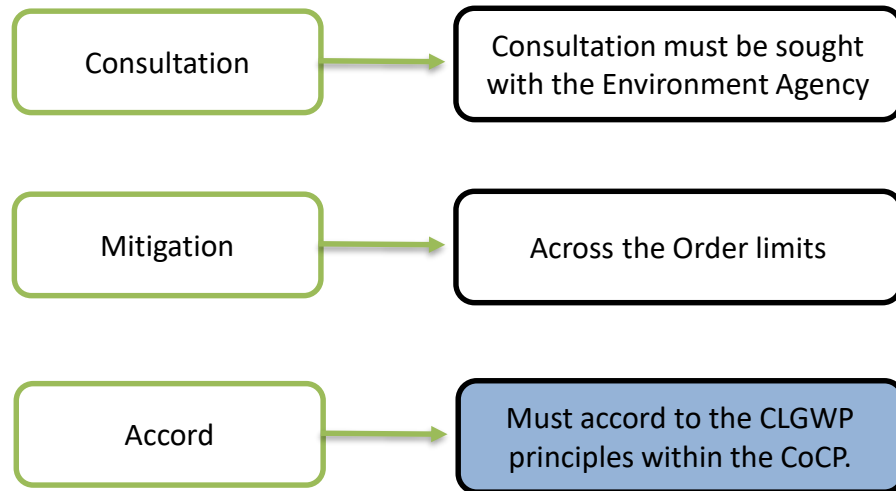 Consultation
Consultation must be sought
with the Environment Agency
Mitigation
Across the Order limits
Accord
Must accord to the CLGWP
principles within the CoCP.